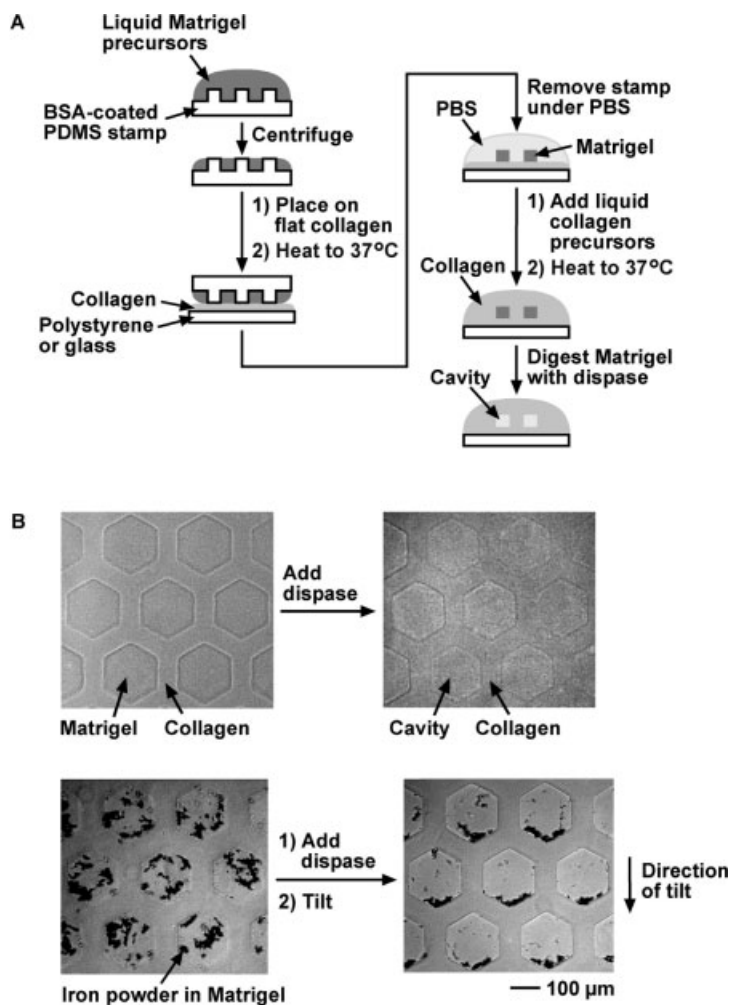 A
Liquid Matrigel
precursors
BSA-coated
PDMS stamp
Centrifuge
1) Place on
flat collagen
2) Heat to 37°C
Collagen
Polystyrene
or glass
Remove stamp
under PBS
PBS
Matrigel
1) Add liquid
collagen
precursors
2) Heat to 37°C
Collagen
Digest Matrigel
with dispase
Cavity
B
Add
dispase
Matrigel
Collagen
Cavity
Collagen
1) Add
dispase
2) Tilt
Direction
of tilt
Iron powder in Matrigel
100 µm